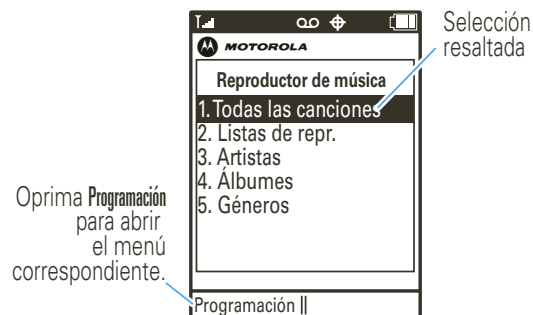 Selección
resaltada
MOTOROLA
Reproductor de música
1. Todas las canciones
2. Listas de repr.
3. Artistas
4. Álbumes
5. Géneros
Oprima Programación
para abrir
el menú
correspondiente.
Programación